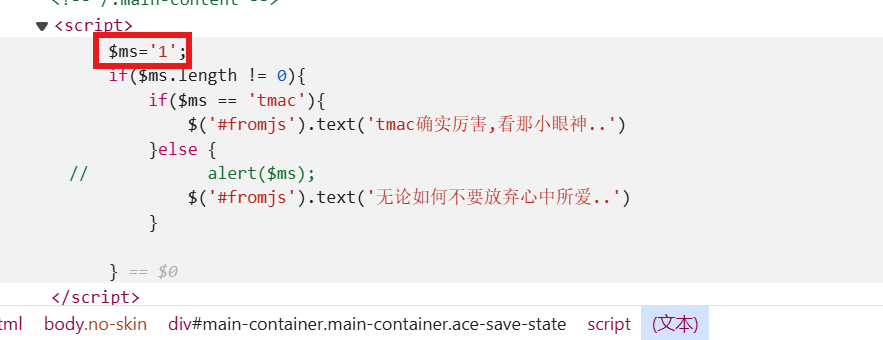 <!-- /.main-content -->
<script>
$ms='1';
if($ms.length != 0){
if($ms == 'tmac'){
$('#fromjs').text('tmac确实厉害,看那小眼神..')
}else {
// alert($ms);
$('#fromjs').text('无论如何不要放弃心中所爱..')
}
} == $0
</script>
tml body.no-skin div#main-container.main-container.ace-save-state script (文本)